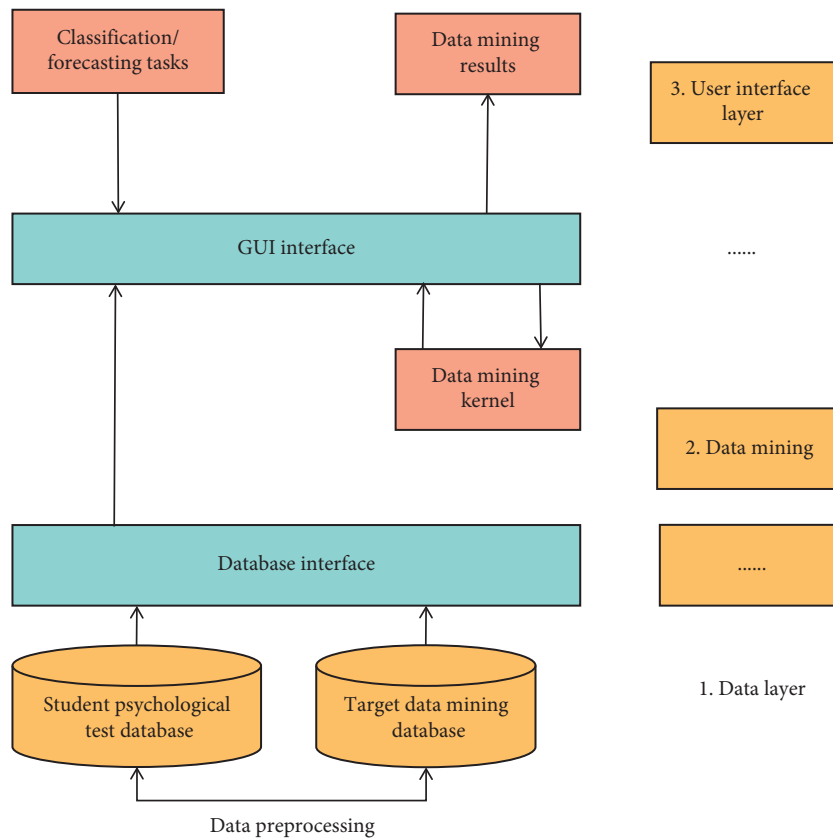 Classification/
forecasting tasks
Data mining
results
3. User interface
layer
GUI interface
......
Data mining
kernel
2. Data mining
Database interface
......
Student psychological
test database
Target data mining
database
1. Data layer
Data preprocessing